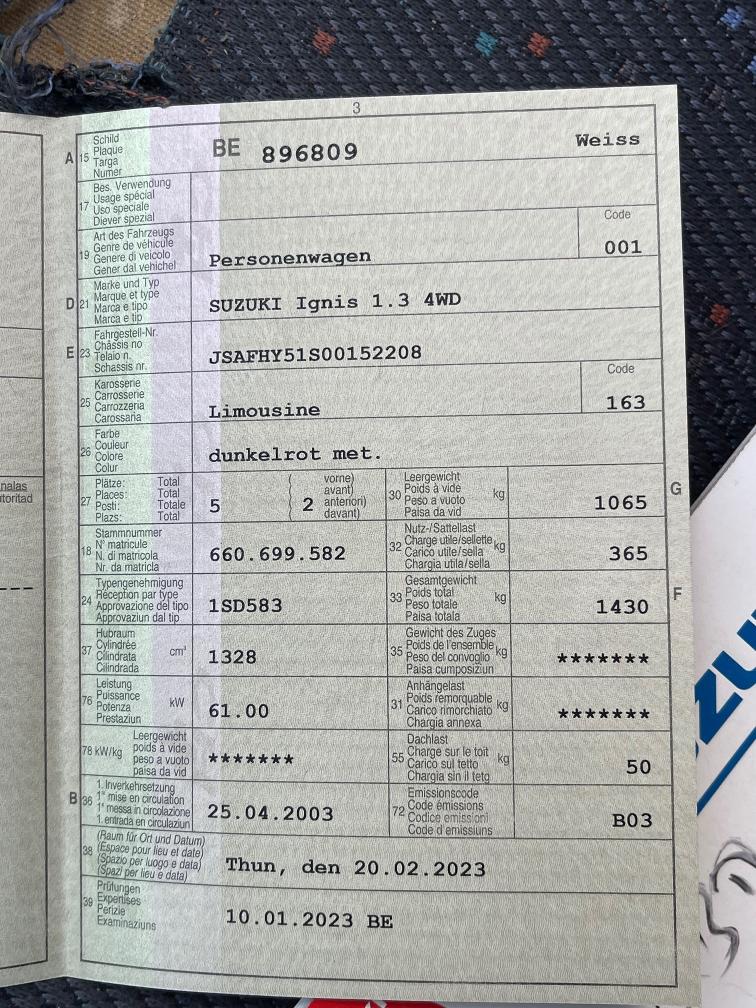 3
A 15 Schild
Plaque
Targa
Numer
BE 896809 Weiss
17 Bes. Verwendung
Usage spécial
Uso speciale
Diever spezial
19 Art des Fahrzeugs
Genre de véhicule
Genere di veicolo
Gener dal vehichel
Personenwagen
Code
001
D 21 Marke und Typ
Marque et type
Marca e tipo
Marca e tip
SUZUKI Ignis 1.3 4WD
E 23 Fahrgestell-Nr.
Châssis no
Telaio n.
Schassis nr.
JSAFHY51S00152208
25 Karosserie
Carrosserie
Carrozzeria
Carossaria
Limousine
Code
163
26 Farbe
Couleur
Colore
Colur
dunkelrot met.
27 Plätze: Total
Places: Total
Posti: Totale
Plazs: Total
5
( vorne)
avant)
2 anteriori)
( davant)
30 Leergewicht
Poids à vide
Peso a vuoto kg
Paisa da vid
1065
G
18 Stammnummer
N° matricule
N. di matricola
Nr. da matricla
660.699.582
32 Nutz-/Sattellast
Charge utile/sellette
Carico utile/sella kg
Chargia utila/sella
365
24 Typengenehmigung
Réception par type
Approvazione del tipo
Approvaziun dal tip
1SD583
33 Gesamtgewicht
Poids total
Peso totale kg
Paisa totala
1430
F
37 Hubraum
Cylindrée
Cilindrata cm³
Cilindrada
1328
35 Gewicht des Zuges
Poids de l'ensemble
Peso del convoglio kg
Paisa cumposiziun
*******
76 Leistung
Puissance
Potenza kW
Prestaziun
61.00
31 Anhängelast
Poids remorquable
Carico rimorchiato kg
Chargia annexa
*******
78 kW/kg Leergewicht
poids à vide
peso a vuoto
paisa da vid
*******
55 Dachlast
Charge sur le toit
Carico sul tetto kg
Chargia sin il tetg
50
B 36 1. Inverkehrsetzung
1re mise en circulation
1a messa in circolazione
1. entrada en circulaziun
25.04.2003
72 Emissionscode
Code émissions
Codice emissioni
Code d'emissiuns
B03
38 (Raum für Ort und Datum)
(Espace pour lieu et date)
(Spazio per luogo e data)
(Spazi per lieu e data)
Thun, den 20.02.2023
39 Prüfungen
Expertises
Perizie
Examinaziuns
10.01.2023 BE